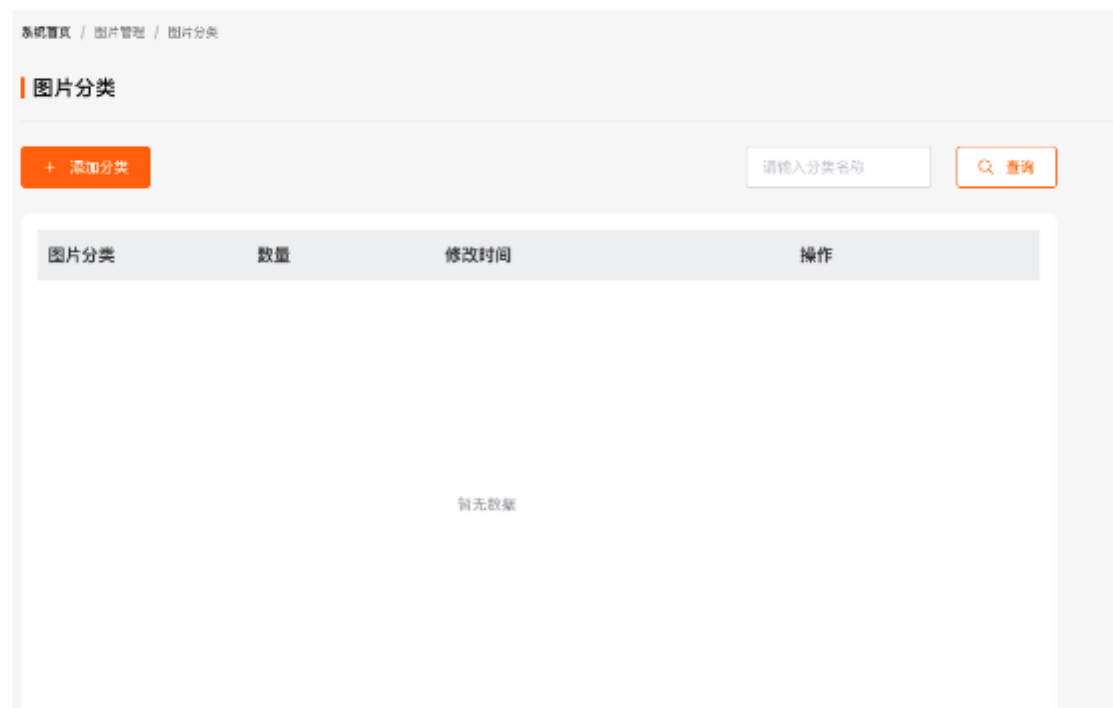 系统首页 / 图片管理 / 图片分类
图片分类
+ 添加分类
请输入分类名称
查询
图片分类 数量 修改时间 操作
暂无数据